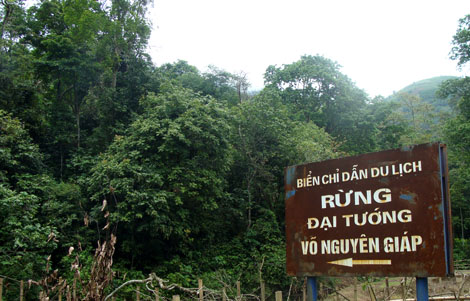 BIỂN CHỈ DẪN DU LỊCH
RỪNG
ĐẠI TƯỚNG
VÕ NGUYÊN GIÁP